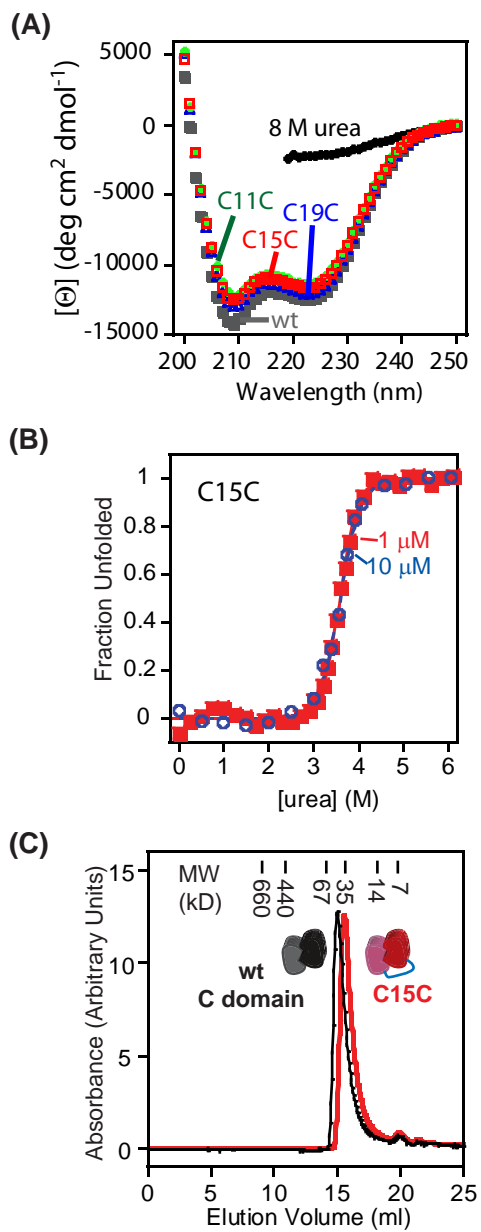 (A)
[Θ] (deg cm² dmol⁻¹)
5000
0
-5000
-10000
-15000
8 M urea
C11C
C19C
C15C
wt
200 210 220 230 240 250
Wavelength (nm)
(B)
Fraction Unfolded
1
0.8
0.6
0.4
0.2
0
C15C
1 µM
10 µM
0 1 2 3 4 5 6
[urea] (M)
(C)
Absorbance (Arbitrary Units)
15
10
5
0
MW
(kD)
660
440
67
35
14
7
wt
C domain
C15C
0 5 10 15 20 25
Elution Volume (ml)